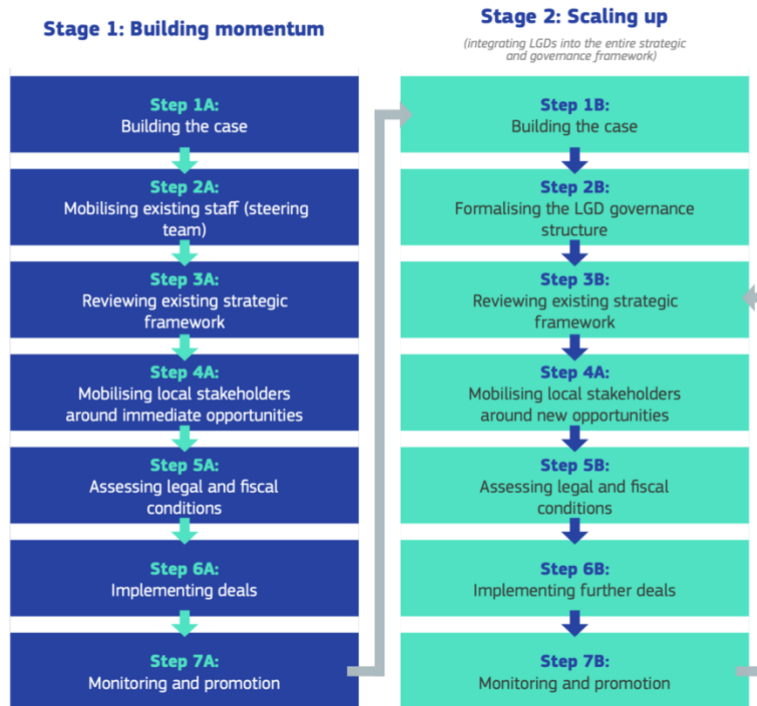 Stage 1: Building momentum
Step 1A:
Building the case
Step 2A:
Mobilising existing staff (steering
team)
Step 3A:
Reviewing existing strategic
framework
Step 4A:
Mobilising local stakeholders
around immediate opportunities
Step 5A:
Assessing legal and fiscal
conditions
Step 6A:
Implementing deals
Step 7A:
Monitoring and promotion
Stage 2: Scaling up
(integrating LGDs into the entire strategic
and governance framework)
Step 1B:
Building the case
Step 2B:
Formalising the LGD governance
structure
Step 3B:
Reviewing existing strategic
framework
Step 4A:
Mobilising local stakeholders
around new opportunities
Step 5B:
Assessing legal and fiscal
conditions
Step 6B:
Implementing further deals
Step 7B:
Monitoring and promotion